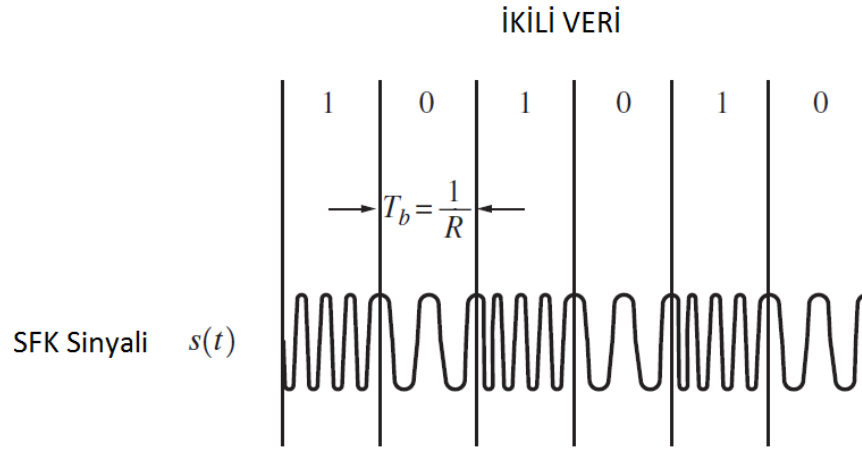 İKİLİ VERİ
1 0 1 0 1 0
T_b = 1/R
SFK Sinyali s(t)